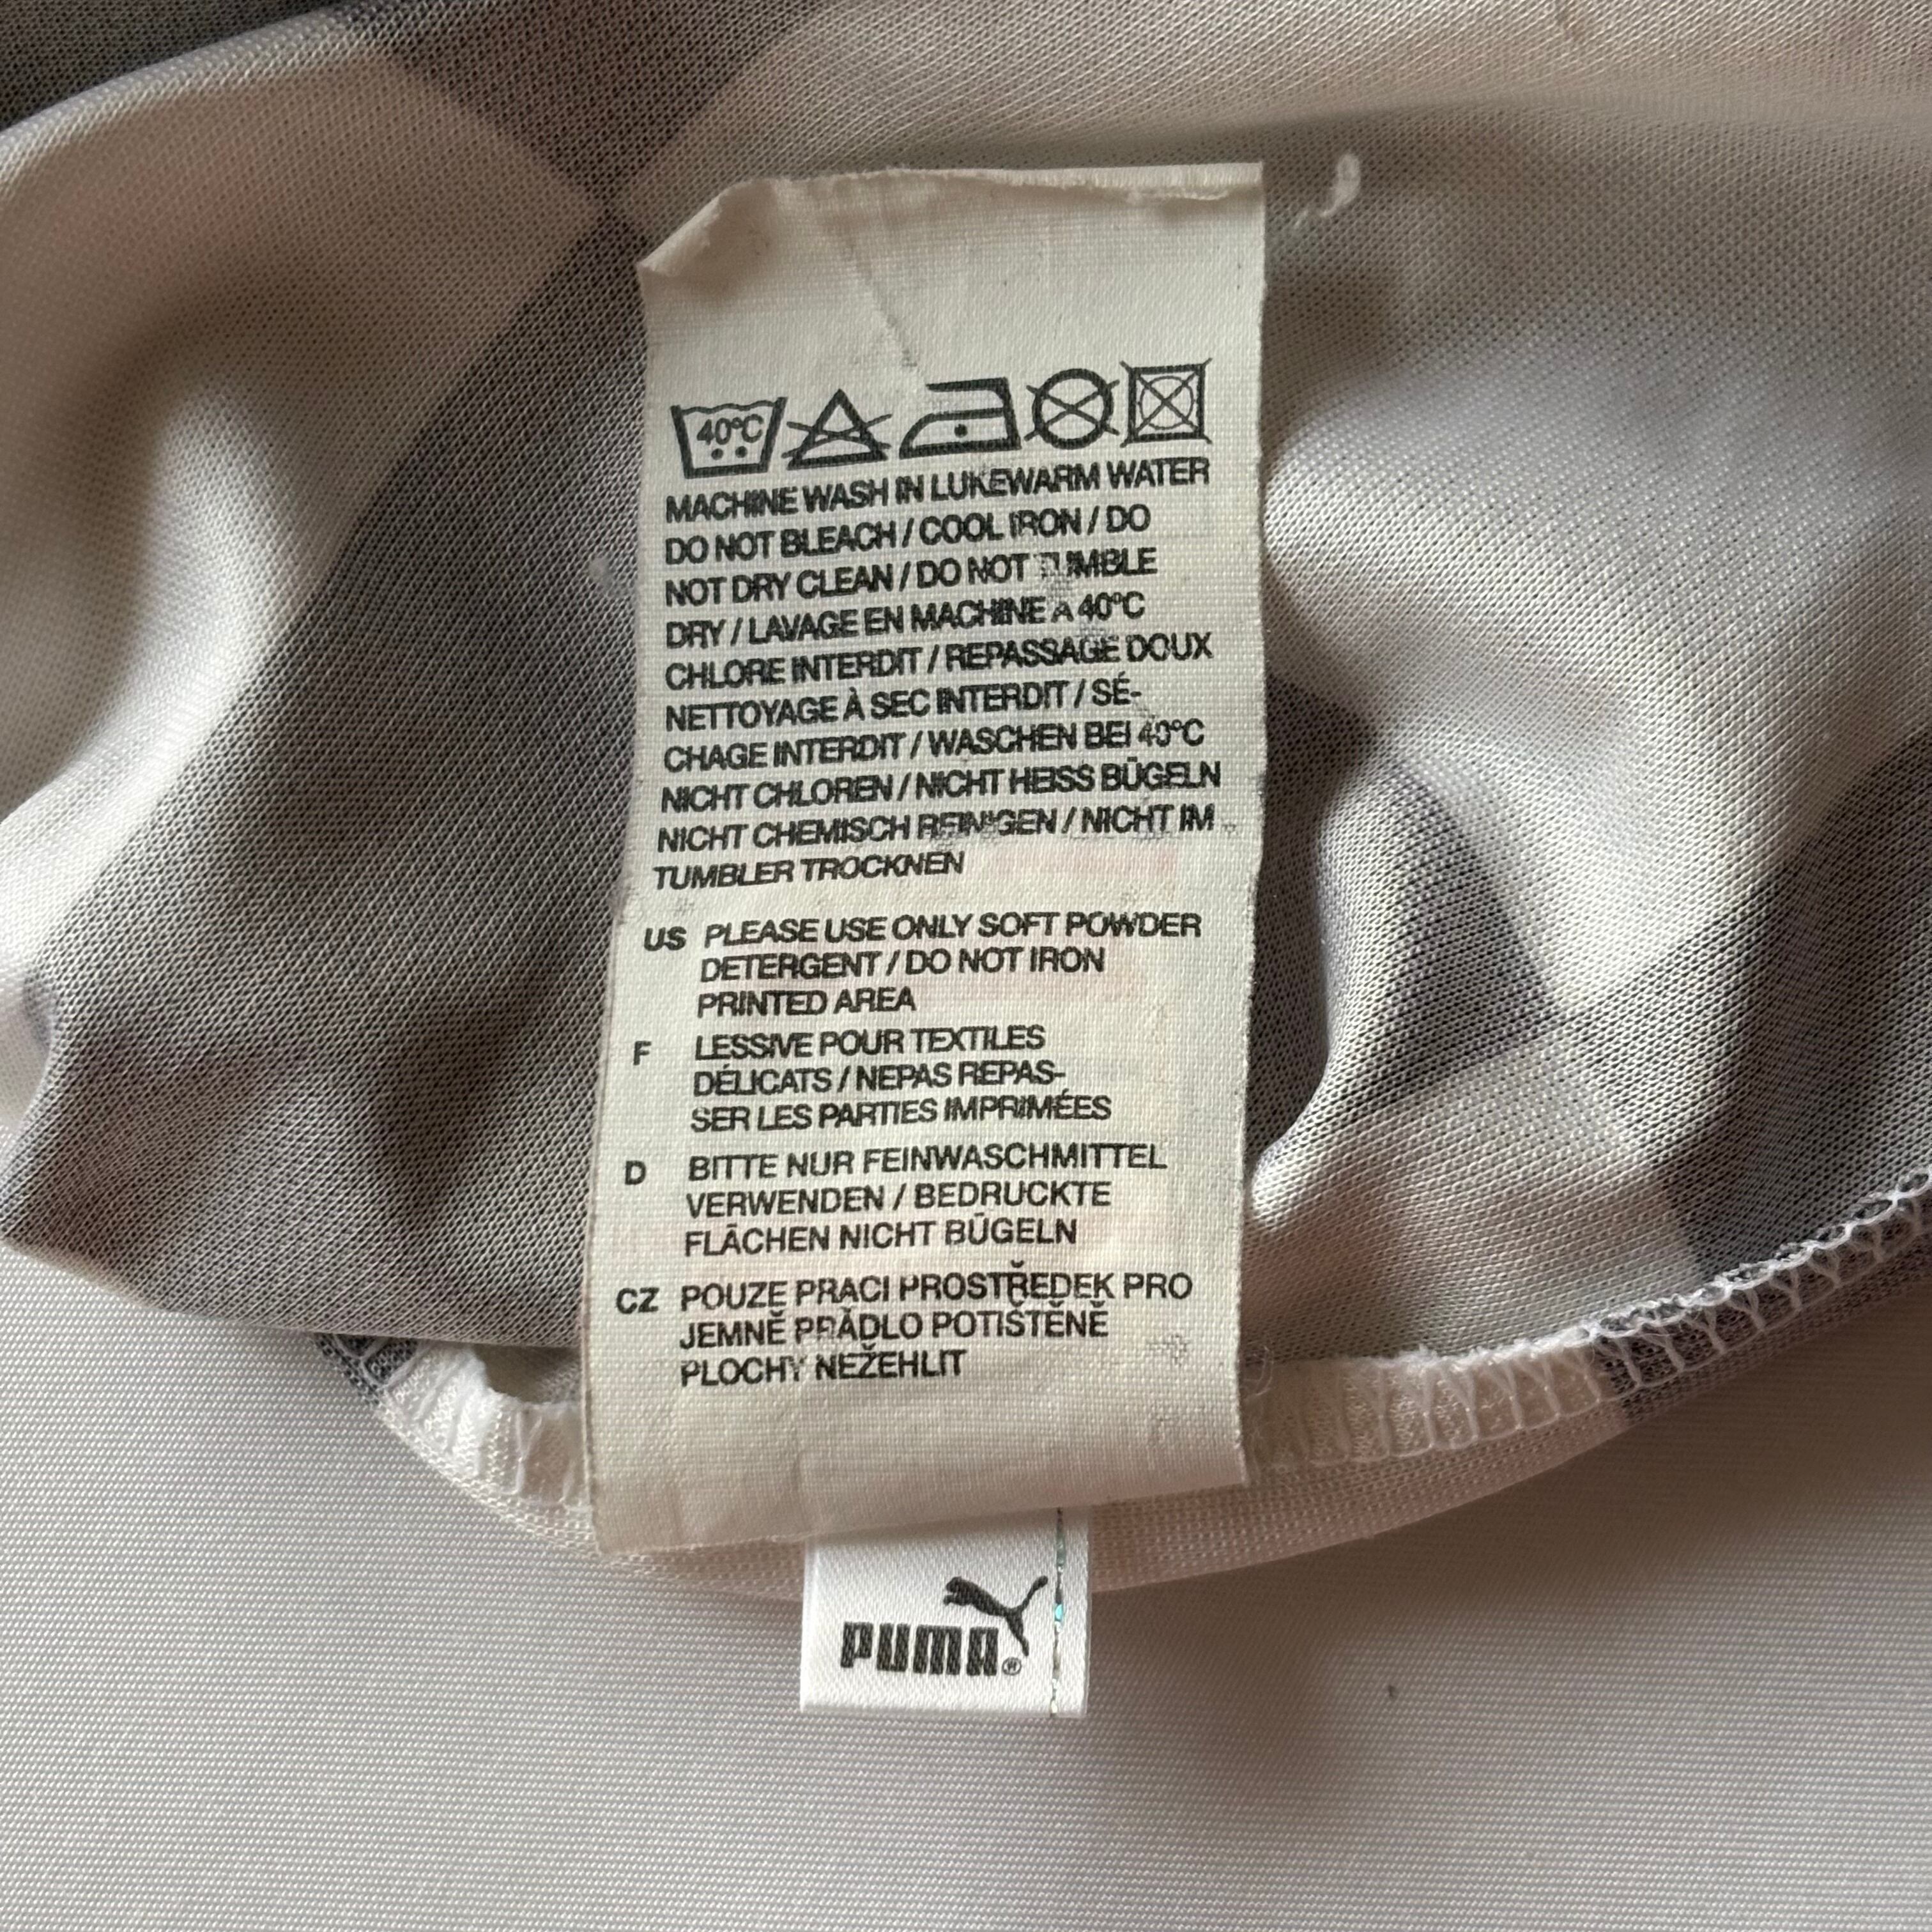 40°C
MACHINE WASH IN LUKEWARM WATER
DO NOT BLEACH / COOL IRON / DO
NOT DRY CLEAN / DO NOT TUMBLE
DRY / LAVAGE EN MACHINE A 40°C
CHLORE INTERDIT / REPASSAGE DOUX
NETTOYAGE À SEC INTERDIT / SÉ-
CHAGE INTERDIT / WASCHEN BEI 40°C
NICHT CHLOREN / NICHT HEISS BÜGELN
NICHT CHEMISCH REINIGEN / NICHT IM
TUMBLER TROCKNEN
US PLEASE USE ONLY SOFT POWDER
DETERGENT / DO NOT IRON
PRINTED AREA
F LESSIVE POUR TEXTILES
DÉLICATS / NEPAS REPAS-
SER LES PARTIES IMPRIMÉES
D BITTE NUR FEINWASCHMITTEL
VERWENDEN / BEDRUCKTE
FLÄCHEN NICHT BÜGELN
CZ POUZE PRACI PROSTŘEDEK PRO
JEMNĚ PRÀDLO POTIŠTĚNĚ
PLOCHY NEŽEHLIT
PUMA®